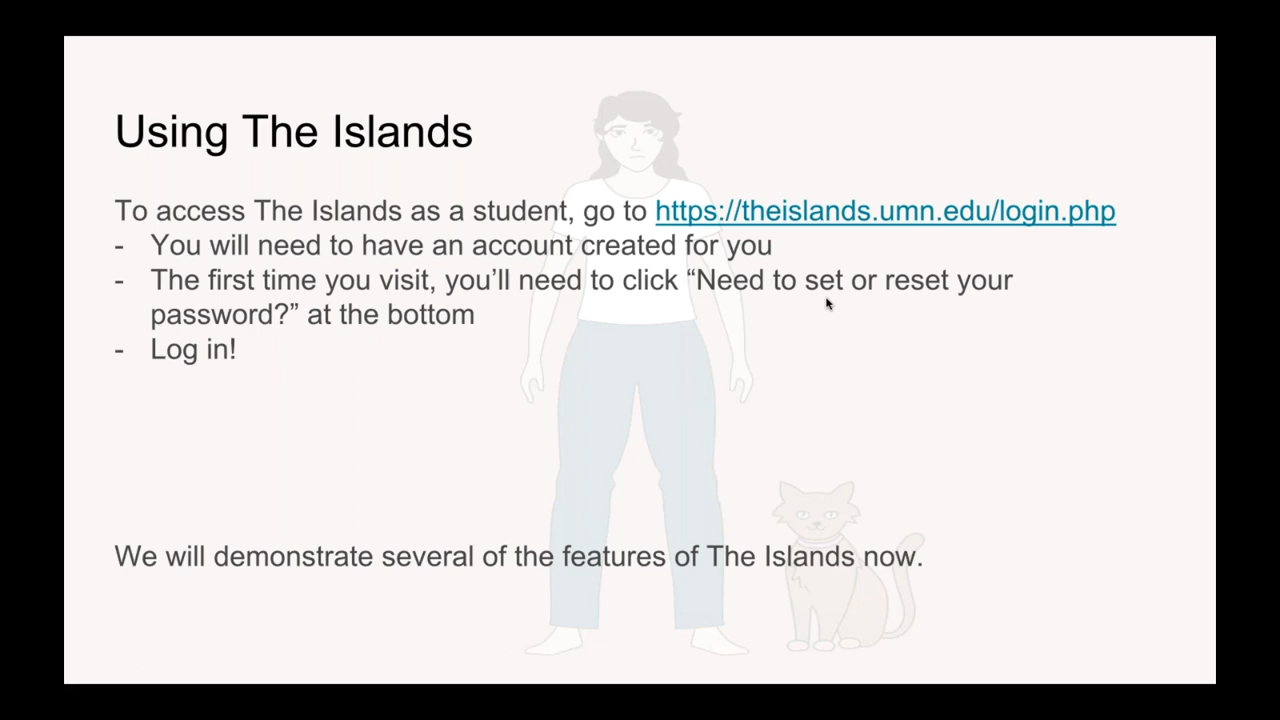 Using The Islands
To access The Islands as a student, go to https://theislands.umn.edu/login.php
- You will need to have an account created for you
- The first time you visit, you’ll need to click “Need to set or reset your
password?” at the bottom
- Log in!
We will demonstrate several of the features of The Islands now.